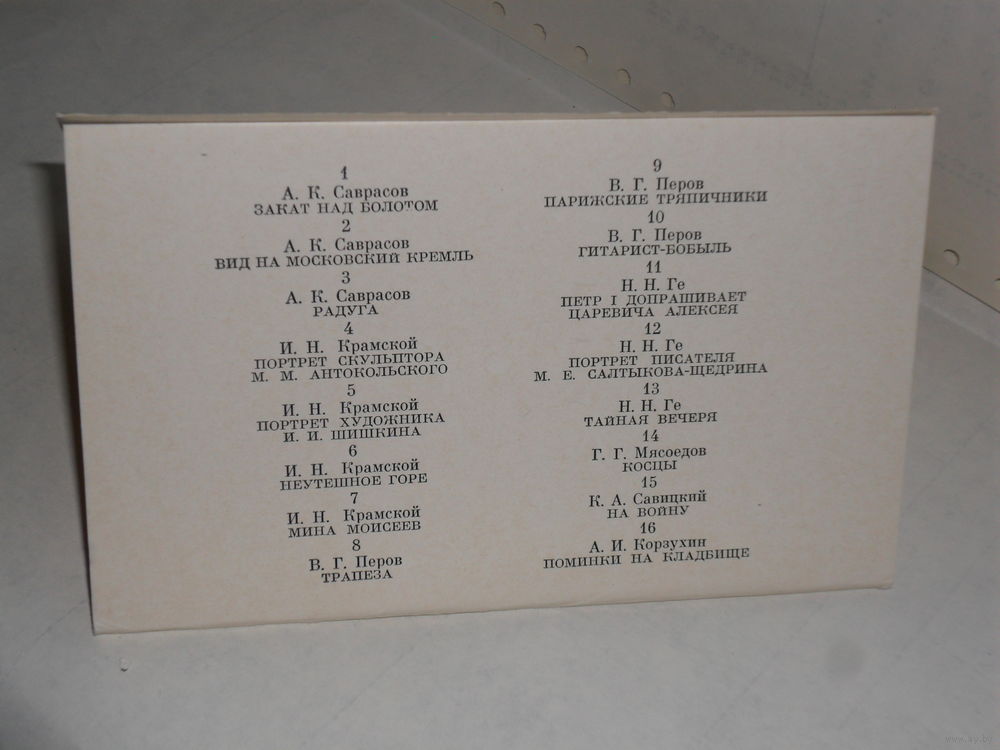 1
А. К. Саврасов
ЗАКАТ НАД БОЛОТОМ
2
А. К. Саврасов
ВИД НА МОСКОВСКИЙ КРЕМЛЬ
3
А. К. Саврасов
РАДУГА
4
И. Н. Крамской
ПОРТРЕТ СКУЛЬПТОРА
М. М. АНТОКОЛЬСКОГО
5
И. Н. Крамской
ПОРТРЕТ ХУДОЖНИКА
И. И. ШИШКИНА
6
И. Н. Крамской
НЕУТЕШНОЕ ГОРЕ
7
И. Н. Крамской
МИНА МОИСЕЕВ
8
В. Г. Перов
ТРАПЕЗА
9
В. Г. Перов
ПАРИЖСКИЕ ТРЯПИЧНИКИ
10
В. Г. Перов
ГИТАРИСТ-БОБЫЛЬ
11
Н. Н. Ге
ПЕТР I ДОПРАШИВАЕТ
ЦАРЕВИЧА АЛЕКСЕЯ
12
Н. Н. Ге
ПОРТРЕТ ПИСАТЕЛЯ
М. Е. САЛТЫКОВА-ЩЕДРИНА
13
Н. Н. Ге
ТАЙНАЯ ВЕЧЕРЯ
14
Г. Г. Мясоедов
КОСЦЫ
15
К. А. Савицкий
НА ВОЙНУ
16
А. И. Корзухин
ПОМИНКИ НА КЛАДБИЩЕ